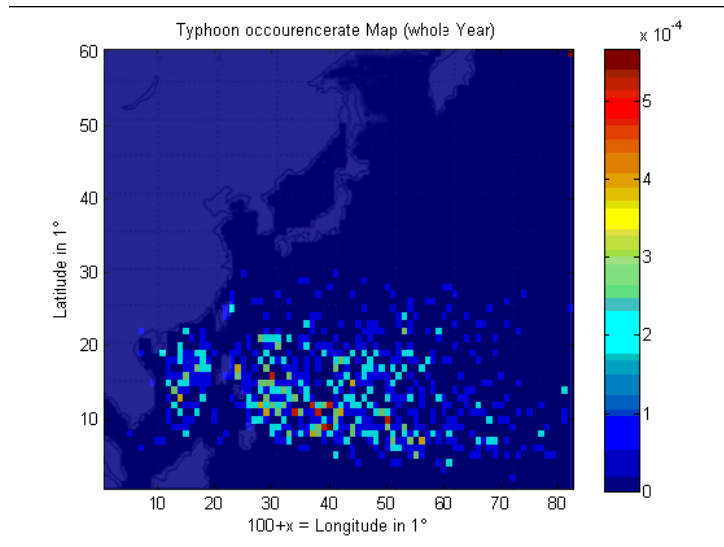 Typhoon occourencerate Map (whole Year)
x 10-4
60
50
40
30
20
10
Latitude in 1°
10 20 30 40 50 60 70 80
100+x = Longitude in 1°
5
4
3
2
1
0